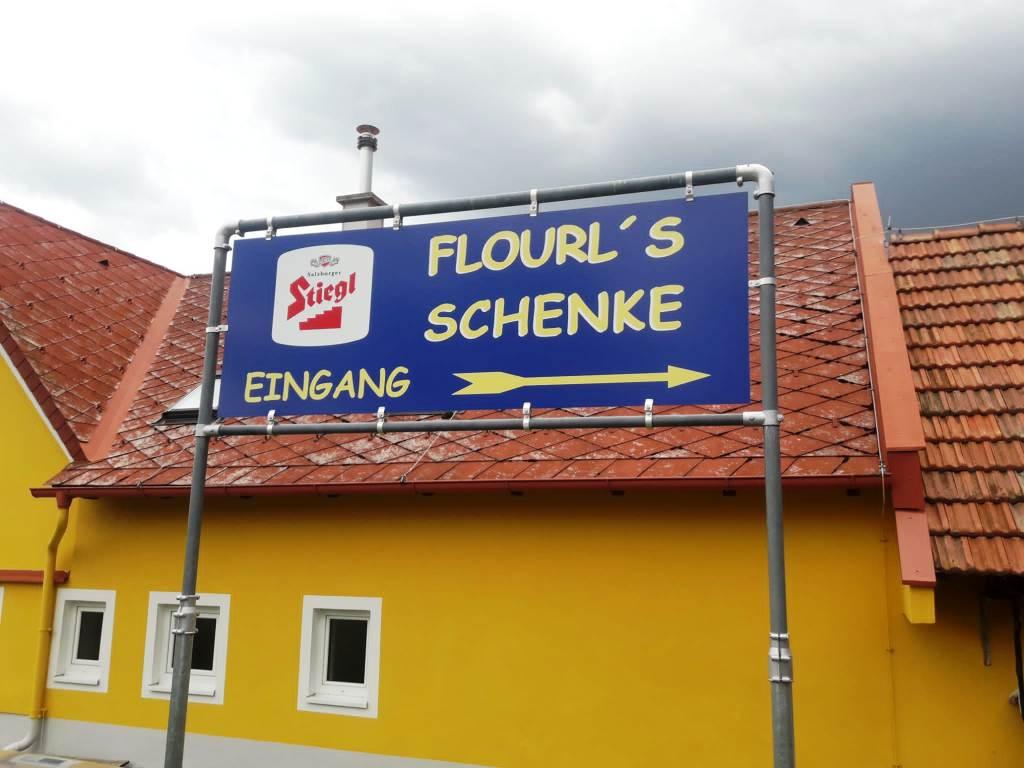 Salzburger
Stiegl
FLOURL´S
SCHENKE
EINGANG